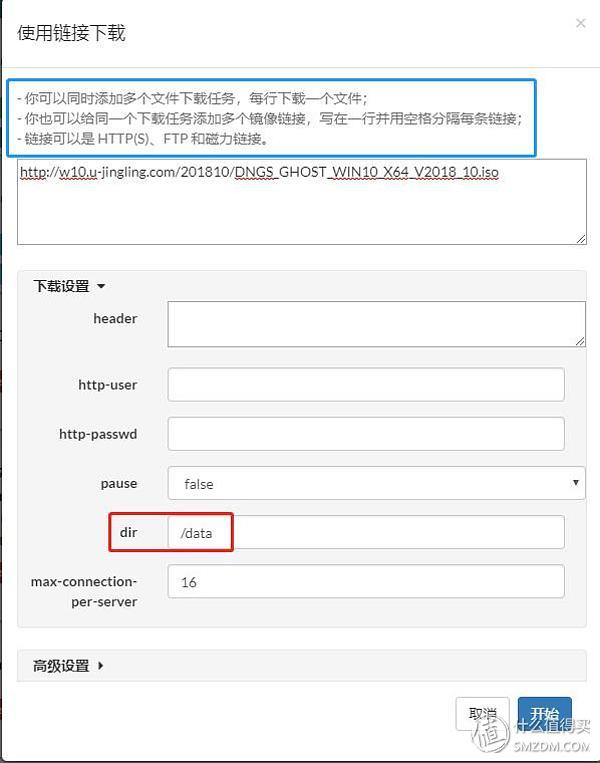 使用链接下载
×
- 你可以同时添加多个文件下载任务，每行下载一个文件；
- 你也可以给同一个下载任务添加多个镜像链接，写在一行并用空格分隔每条链接；
- 链接可以是 HTTP(S)、FTP 和磁力链接。
http://w10.u-jingling.com/201810/DNGS_GHOST_WIN10_X64_V2018_10.iso
下载设置
header
http-user
http-passwd
pause
false
dir
/data
max-connection-
per-server
16
高级设置
取消
开始
值 什么值得买
SMZDM.COM